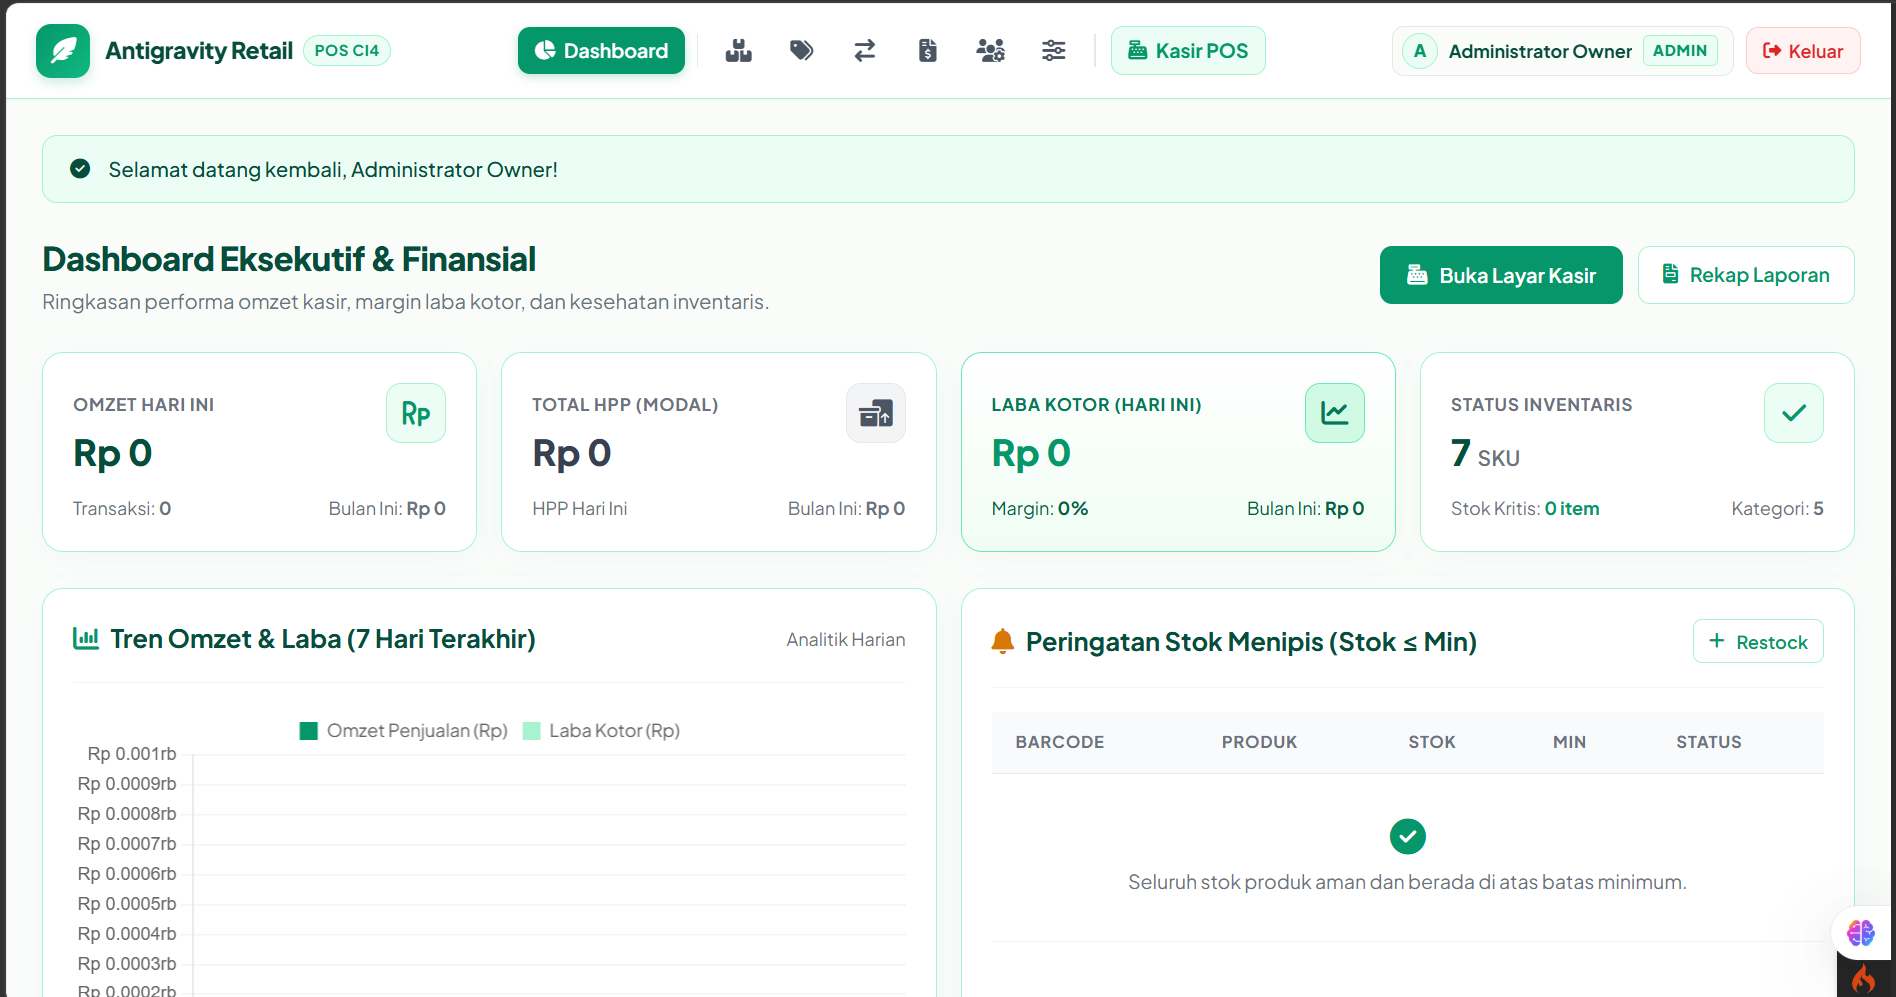 Antigravity Retail POS CI4 Dashboard Kasir POS A Administrator Owner ADMIN Keluar
Selamat datang kembali, Administrator Owner!
Dashboard Eksekutif & Finansial
Ringkasan performa omzet kasir, margin laba kotor, dan kesehatan inventaris.
Buka Layar Kasir
Rekap Laporan
OMZET HARI INI
Rp
Rp 0
Transaksi: 0 Bulan Ini: Rp 0
TOTAL HPP (MODAL)
Rp 0
HPP Hari Ini Bulan Ini: Rp 0
LABA KOTOR (HARI INI)
Rp 0
Margin: 0% Bulan Ini: Rp 0
STATUS INVENTARIS
7 SKU
Stok Kritis: 0 item Kategori: 5
Tren Omzet & Laba (7 Hari Terakhir) Analitik Harian
Omzet Penjualan (Rp) Laba Kotor (Rp)
Rp 0.001rb
Rp 0.0009rb
Rp 0.0008rb
Rp 0.0007rb
Rp 0.0006rb
Rp 0.0005rb
Rp 0.0004rb
Rp 0.0003rb
Rp 0.0002rb
Peringatan Stok Menipis (Stok ≤ Min) + Restock
BARCODE PRODUK STOK MIN STATUS
Seluruh stok produk aman dan berada di atas batas minimum.